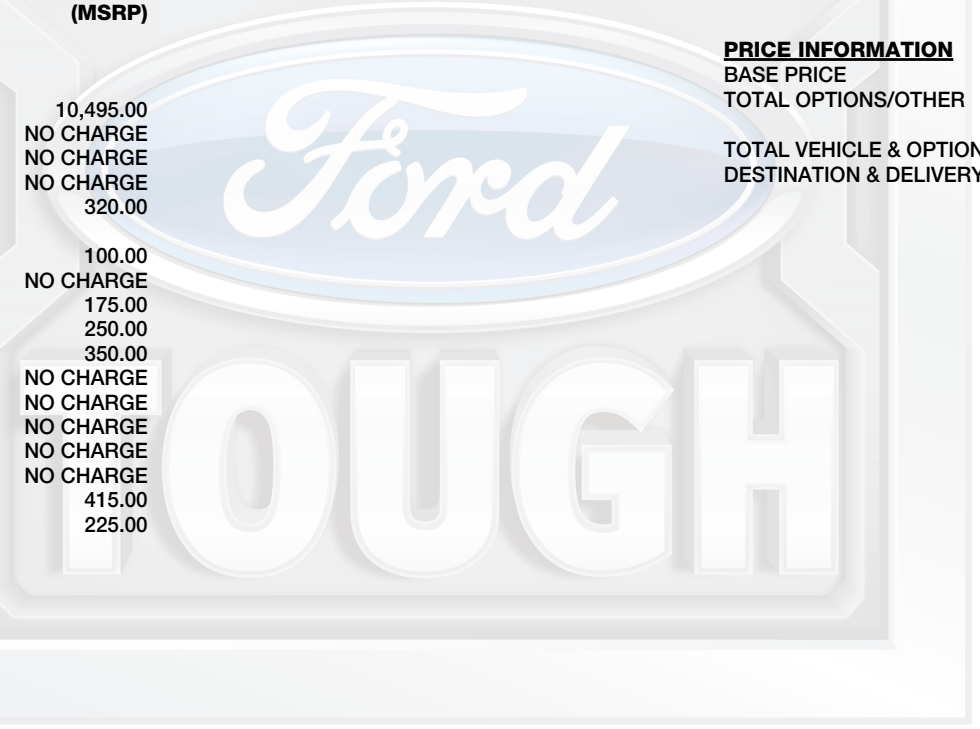 (MSRP)
10,495.00
NO CHARGE
NO CHARGE
NO CHARGE
320.00
100.00
NO CHARGE
175.00
250.00
350.00
NO CHARGE
NO CHARGE
NO CHARGE
NO CHARGE
NO CHARGE
415.00
225.00
PRICE INFORMATION
BASE PRICE
TOTAL OPTIONS/OTHER
TOTAL VEHICLE & OPTION
DESTINATION & DELIVERY
Ford
TOUGH